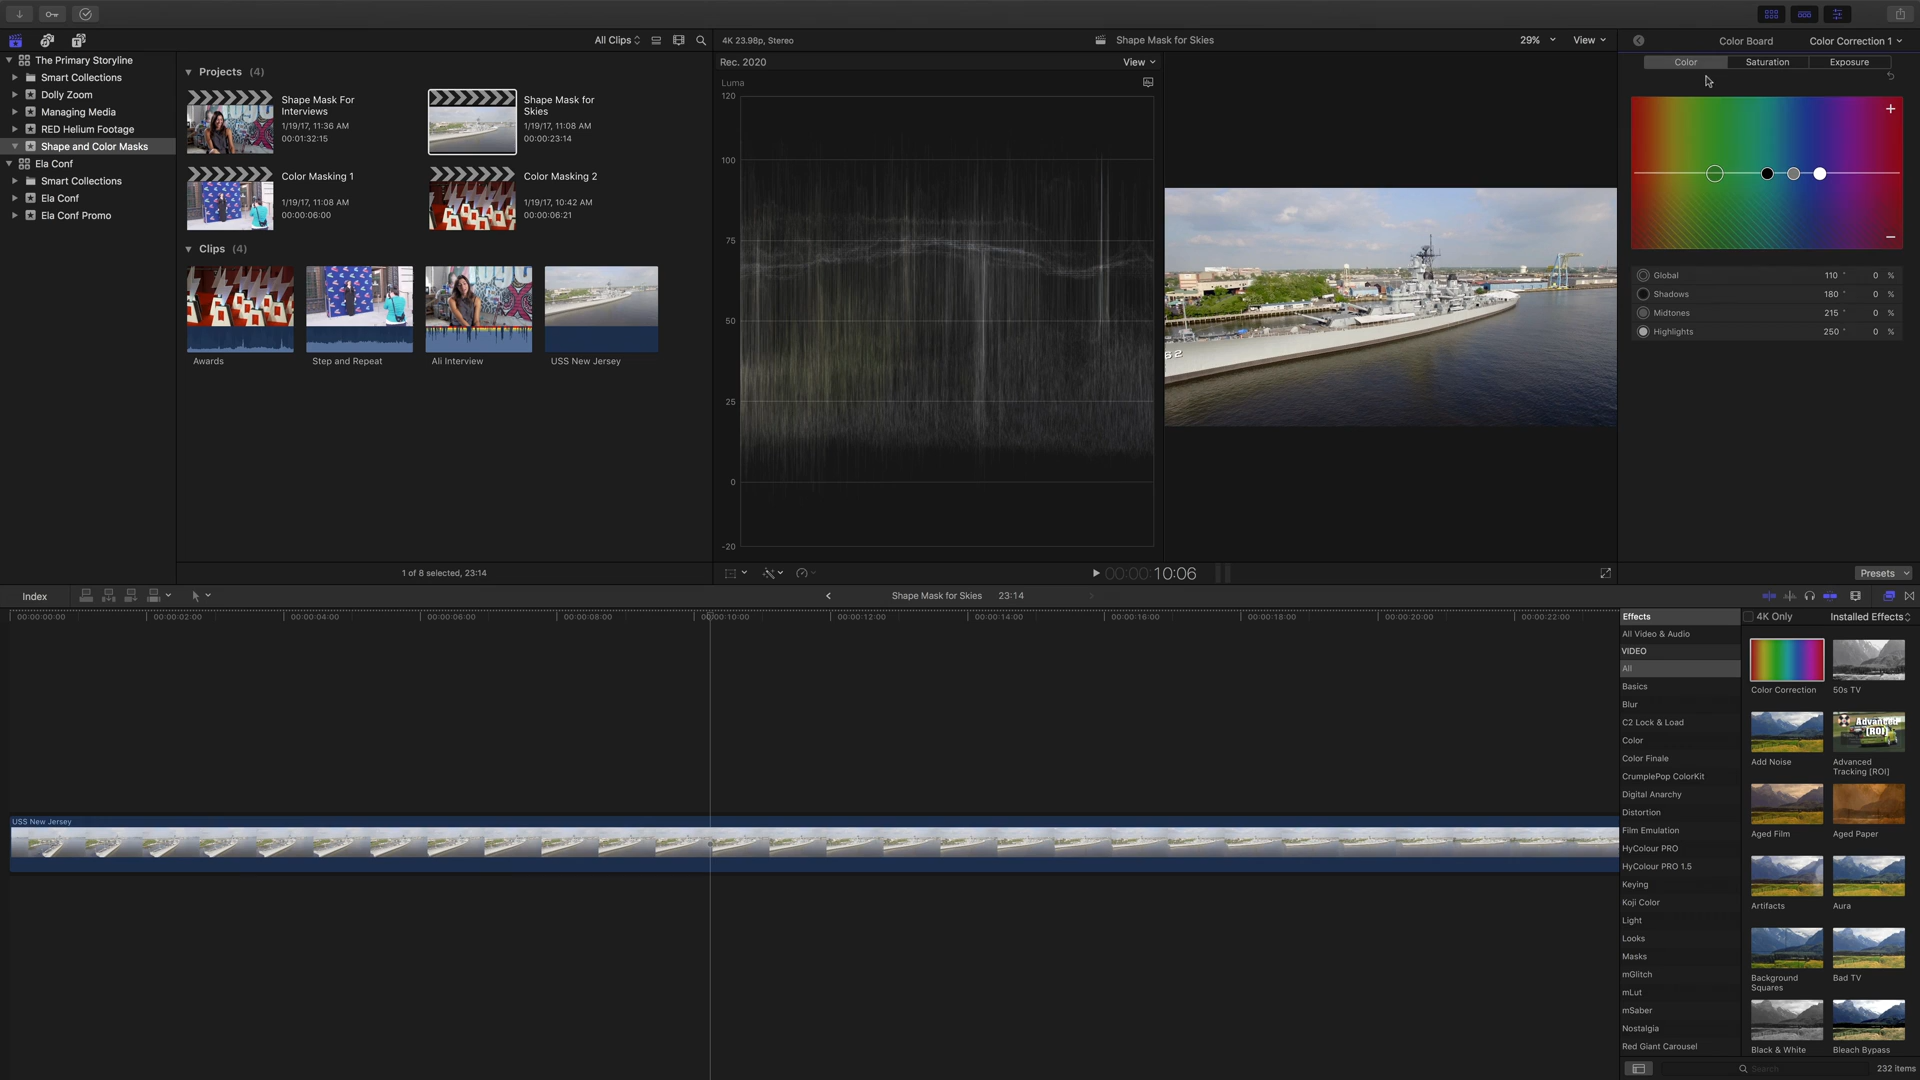 All Clips
4K 23.98p, Stereo
Shape Mask for Skies
29%
View
Color Board
Color Correction 1
The Primary Storyline
Smart Collections
Dolly Zoom
Managing Media
RED Helium Footage
Shape and Color Masks
Ela Conf
Smart Collections
Ela Conf
Ela Conf Promo
Projects (4)
Shape Mask For
Interviews
1/19/17, 11:36 AM
00:01:32:15
Shape Mask for
Skies
1/19/17, 11:08 AM
00:00:23:14
Color Masking 1
1/19/17, 11:08 AM
00:00:06:00
Color Masking 2
1/19/17, 10:42 AM
00:00:06:21
Clips (4)
Awards
Step and Repeat
Ali Interview
USS New Jersey
1 of 8 selected, 23:14
Rec. 2020
View
Luma
120
100
75
50
25
0
-20
62
00:00:00:10:06
Color
Saturation
Exposure
+
−
Global 110 ° 0 %
Shadows 180 ° 0 %
Midtones 215 ° 0 %
Highlights 250 ° 0 %
Presets
Index
Shape Mask for Skies 23:14
00:00:00:00
00:00:02:00
00:00:04:00
00:00:06:00
00:00:08:00
00:00:10:00
00:00:12:00
00:00:14:00
00:00:16:00
00:00:18:00
00:00:20:00
00:00:22:00
USS New Jersey
Effects
4K Only
Installed Effects
All Video & Audio
VIDEO
All
Basics
Blur
C2 Lock & Load
Color
Color Finale
CrumplePop ColorKit
Digital Anarchy
Distortion
Film Emulation
HyColour PRO
HyColour PRO 1.5
Keying
Koji Color
Light
Looks
Masks
mGlitch
mLut
mSaber
Nostalgia
Red Giant Carousel
Color Correction
50s TV
Add Noise
Advanced
[ROI]
Advanced
Tracking [ROI]
Aged Film
Aged Paper
Artifacts
Aura
Background
Squares
Bad TV
Black & White
Bleach Bypass
Search
232 items